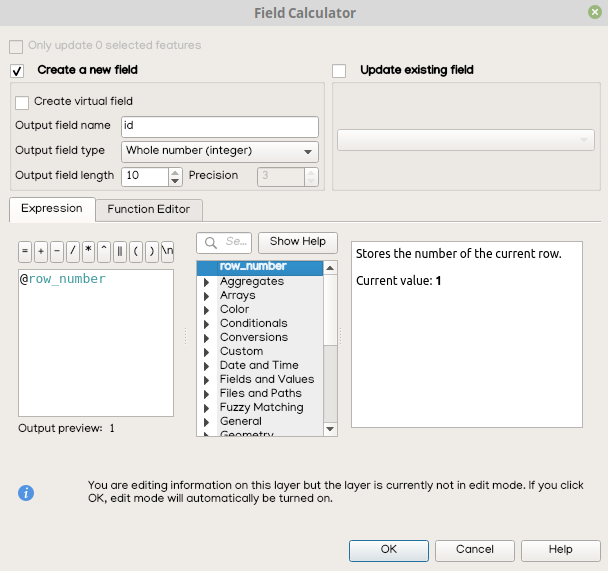 Field Calculator
Only update 0 selected features
Create a new field
Update existing field
Create virtual field
Output field name id
Output field type Whole number (integer)
Output field length 10 Precision 3
Expression Function Editor
= + - / * ^ || ( ) \n
Se... Show Help
@row_number
row_number
Aggregates
Arrays
Color
Conditionals
Conversions
Custom
Date and Time
Fields and Values
Files and Paths
Fuzzy Matching
General
Geometry
Stores the number of the current row.
Current value: 1
Output preview: 1
You are editing information on this layer but the layer is currently not in edit mode. If you click
OK, edit mode will automatically be turned on.
OK Cancel Help